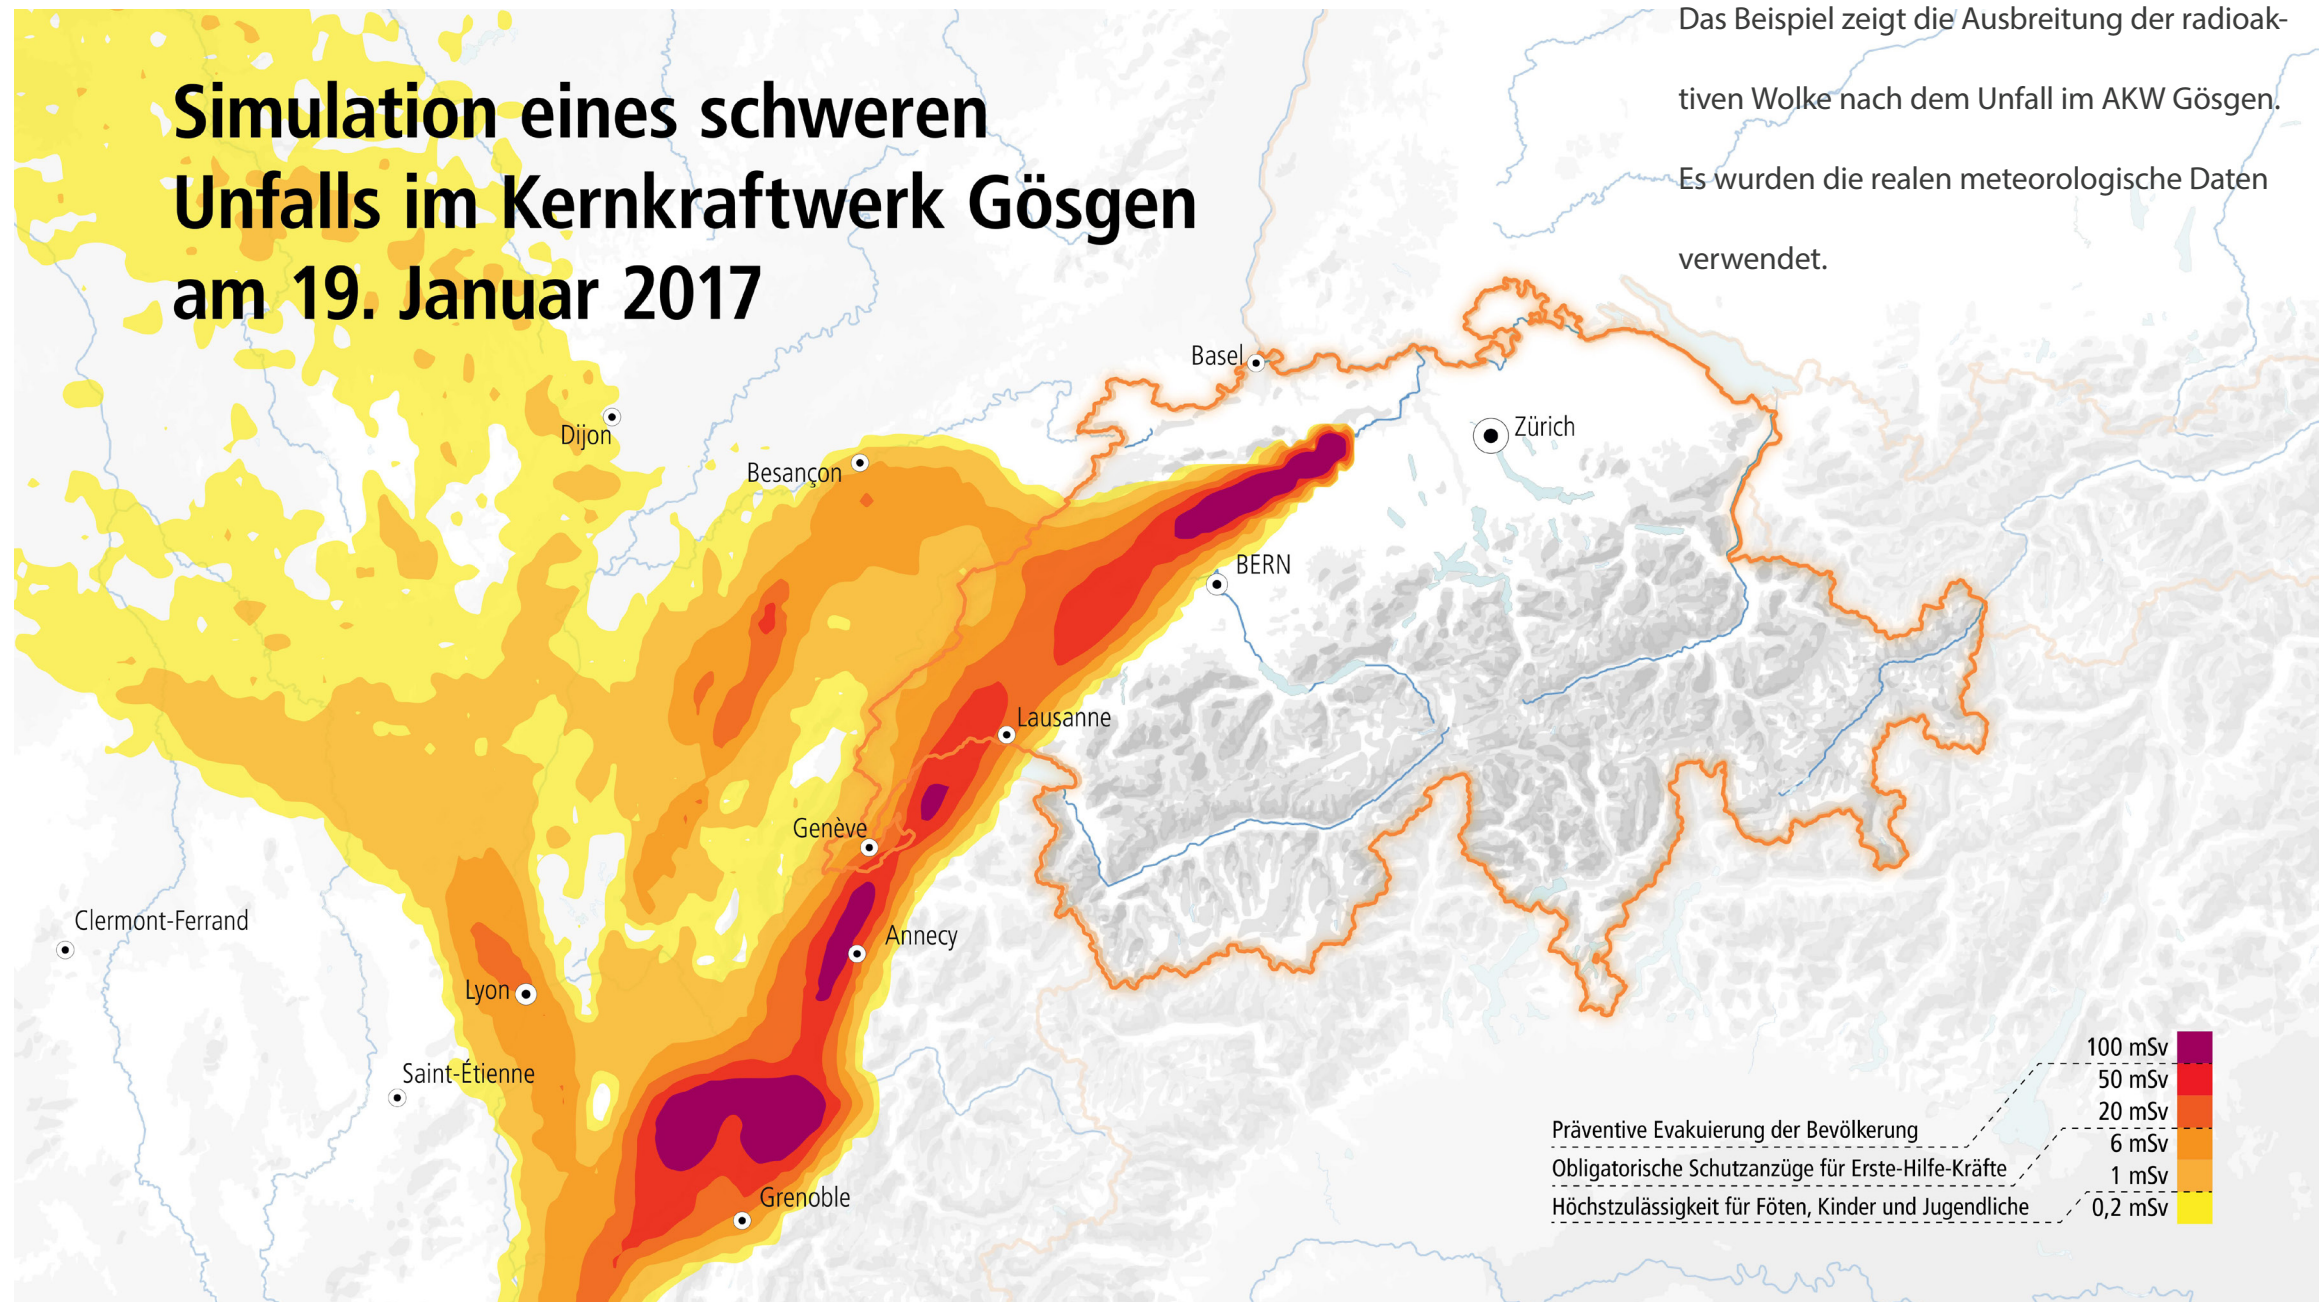 Das Beispiel zeigt die Ausbreitung der radioak-
tiven Wolke nach dem Unfall im AKW Gösgen.
Es wurden die realen meteorologische Daten
verwendet.
Simulation eines schweren
Unfalls im Kernkraftwerk Gösgen
am 19. Januar 2017
Basel
Zürich
Dijon
Besançon
BERN
Lausanne
Genève
Clermont-Ferrand
Annecy
Lyon
Saint-Étienne
Grenoble
100 mSv
50 mSv
20 mSv
Präventive Evakuierung der Bevölkerung
6 mSv
Obligatorische Schutzanzüge für Erste-Hilfe-Kräfte
1 mSv
Höchstzulässigkeit für Föten, Kinder und Jugendliche
0,2 mSv